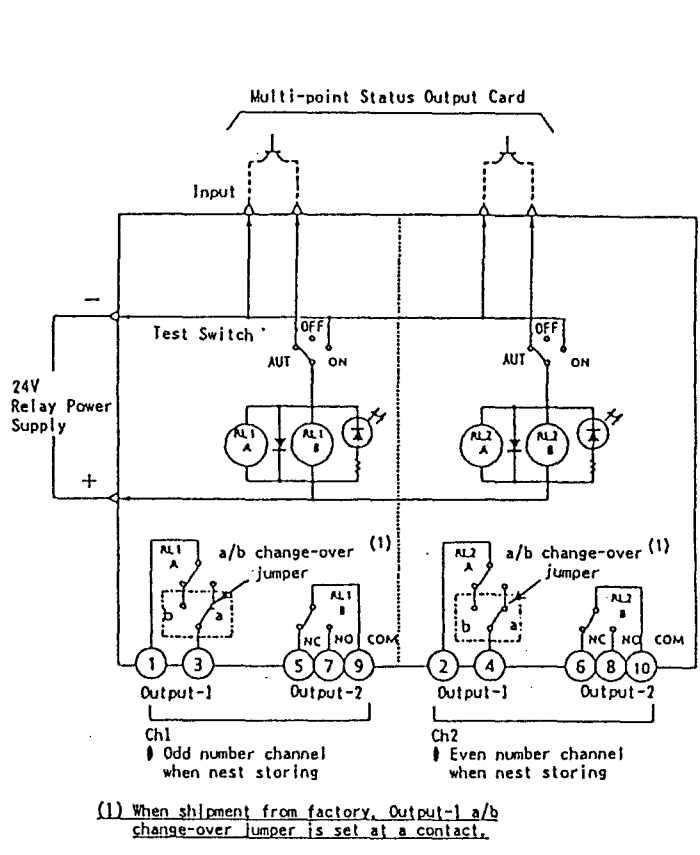 Multi-point Status Output Card
Input
−
Test Switch
OFF
AUT
ON
OFF
AUT
ON
24V
Relay Power
Supply
RL1
A
RL1
B
RL2
A
RL2
B
+
RL1
A
a/b change-over (1)
jumper
b
a
RL1
B
NC
NO
COM
RL2
A
a/b change-over (1)
jumper
b
a
RL2
B
NC
NO
COM
1 3 5 7 9 2 4 6 8 10
Output-1 Output-2 Output-1 Output-2
Ch1
Odd number channel
when nest storing
Ch2
Even number channel
when nest storing
(1) When shipment from factory, Output-1 a/b
change-over jumper is set at a contact.